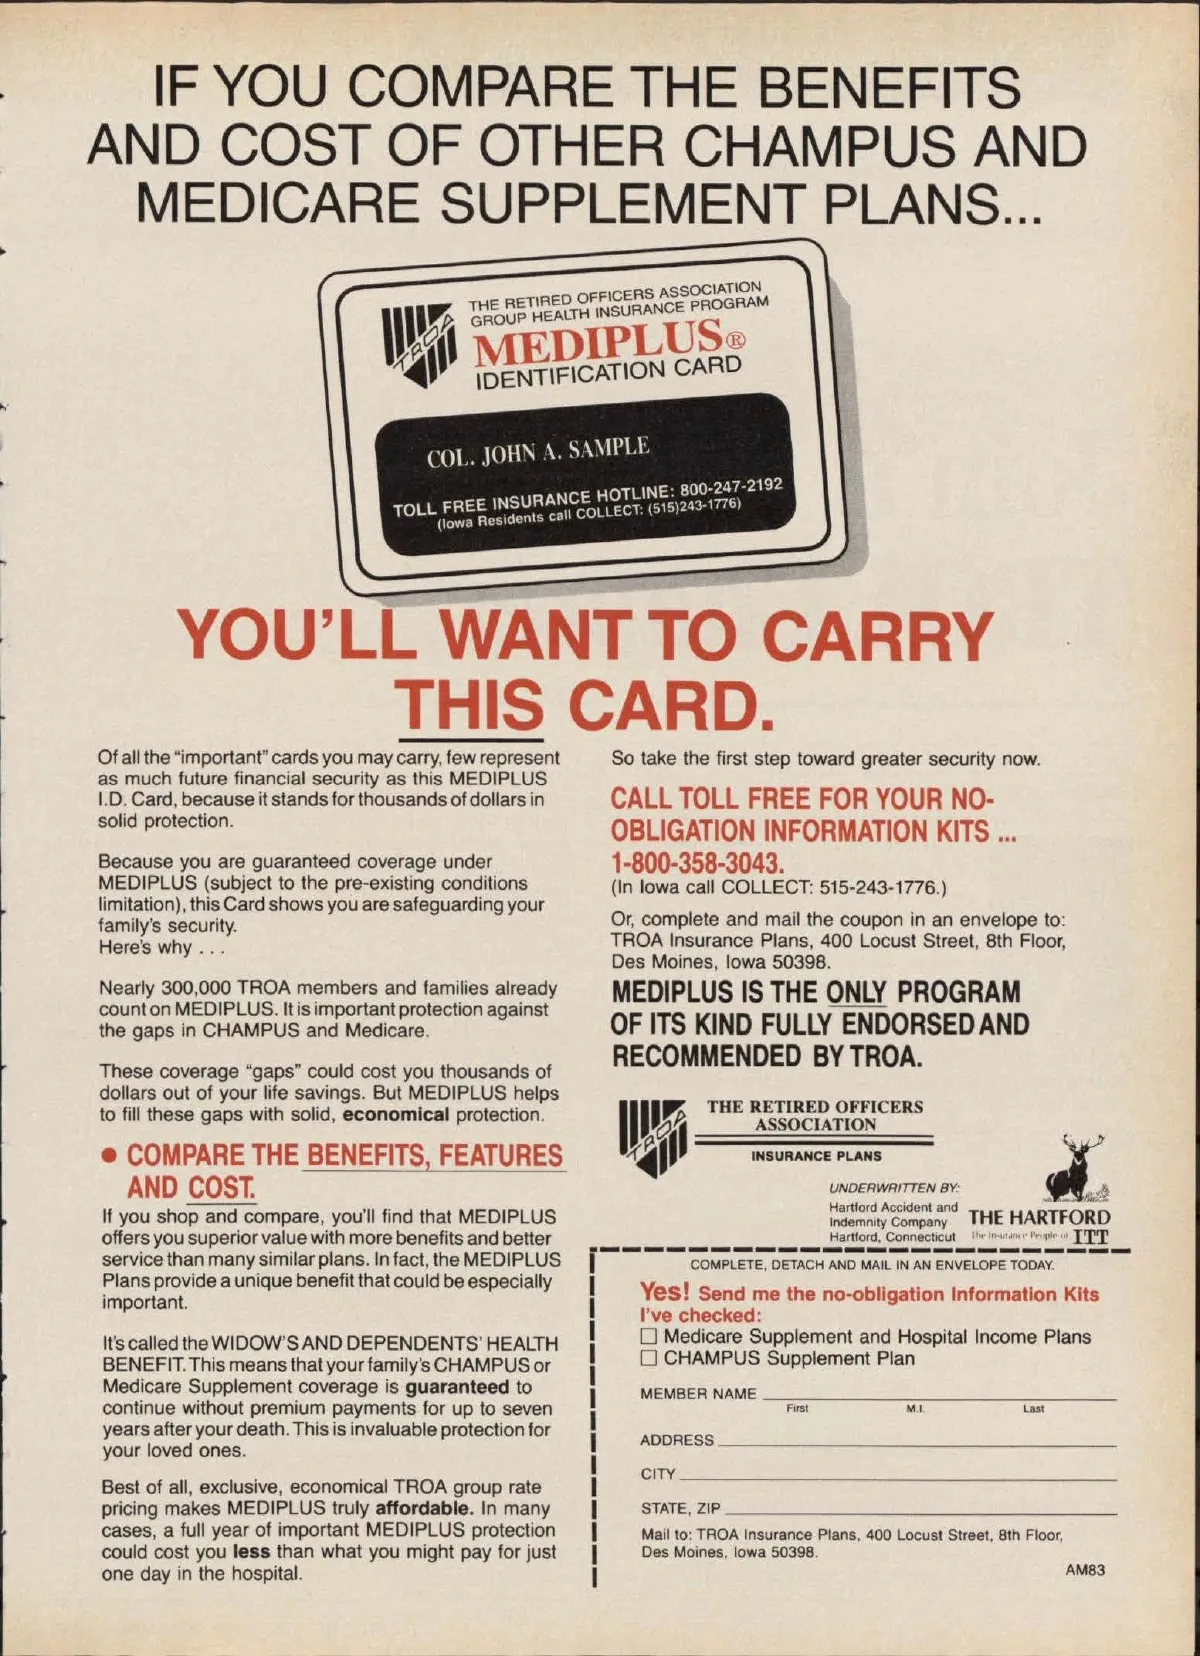 IF YOU COMPARE THE BENEFITS
AND COST OF OTHER CHAMPUS AND
MEDICARE SUPPLEMENT PLANS...
TROA
THE RETIRED OFFICERS ASSOCIATION
GROUP HEALTH INSURANCE PROGRAM
MEDIPLUS®
IDENTIFICATION CARD
COL. JOHN A. SAMPLE
TOLL FREE INSURANCE HOTLINE: 800-247-2192
(Iowa Residents call COLLECT: (515)243-1776)
YOU'LL WANT TO CARRY
THIS CARD.
Of all the "important" cards you may carry, few represent
as much future financial security as this MEDIPLUS
I.D. Card, because it stands for thousands of dollars in
solid protection.
Because you are guaranteed coverage under
MEDIPLUS (subject to the pre-existing conditions
limitation), this Card shows you are safeguarding your
family's security.
Here's why . . .
Nearly 300,000 TROA members and families already
count on MEDIPLUS. It is important protection against
the gaps in CHAMPUS and Medicare.
These coverage "gaps" could cost you thousands of
dollars out of your life savings. But MEDIPLUS helps
to fill these gaps with solid, economical protection.
• COMPARE THE BENEFITS, FEATURES
AND COST.
If you shop and compare, you'll find that MEDIPLUS
offers you superior value with more benefits and better
service than many similar plans. In fact, the MEDIPLUS
Plans provide a unique benefit that could be especially
important.
It's called the WIDOW'S AND DEPENDENTS' HEALTH
BENEFIT. This means that your family's CHAMPUS or
Medicare Supplement coverage is guaranteed to
continue without premium payments for up to seven
years after your death. This is invaluable protection for
your loved ones.
Best of all, exclusive, economical TROA group rate
pricing makes MEDIPLUS truly affordable. In many
cases, a full year of important MEDIPLUS protection
could cost you less than what you might pay for just
one day in the hospital.
So take the first step toward greater security now.
CALL TOLL FREE FOR YOUR NO-
OBLIGATION INFORMATION KITS ...
1-800-358-3043.
(In Iowa call COLLECT: 515-243-1776.)
Or, complete and mail the coupon in an envelope to:
TROA Insurance Plans, 400 Locust Street, 8th Floor,
Des Moines, Iowa 50398.
MEDIPLUS IS THE ONLY PROGRAM
OF ITS KIND FULLY ENDORSED AND
RECOMMENDED BY TROA.
TROA
THE RETIRED OFFICERS
ASSOCIATION
INSURANCE PLANS
UNDERWRITTEN BY:
Hartford Accident and
Indemnity Company
Hartford, Connecticut
THE HARTFORD
The Insurance People of ITT
COMPLETE, DETACH AND MAIL IN AN ENVELOPE TODAY.
Yes! Send me the no-obligation Information Kits
I've checked:
☐ Medicare Supplement and Hospital Income Plans
☐ CHAMPUS Supplement Plan
MEMBER NAME
First M.I. Last
ADDRESS
CITY
STATE, ZIP
Mail to: TROA Insurance Plans, 400 Locust Street, 8th Floor,
Des Moines, Iowa 50398.
AM83